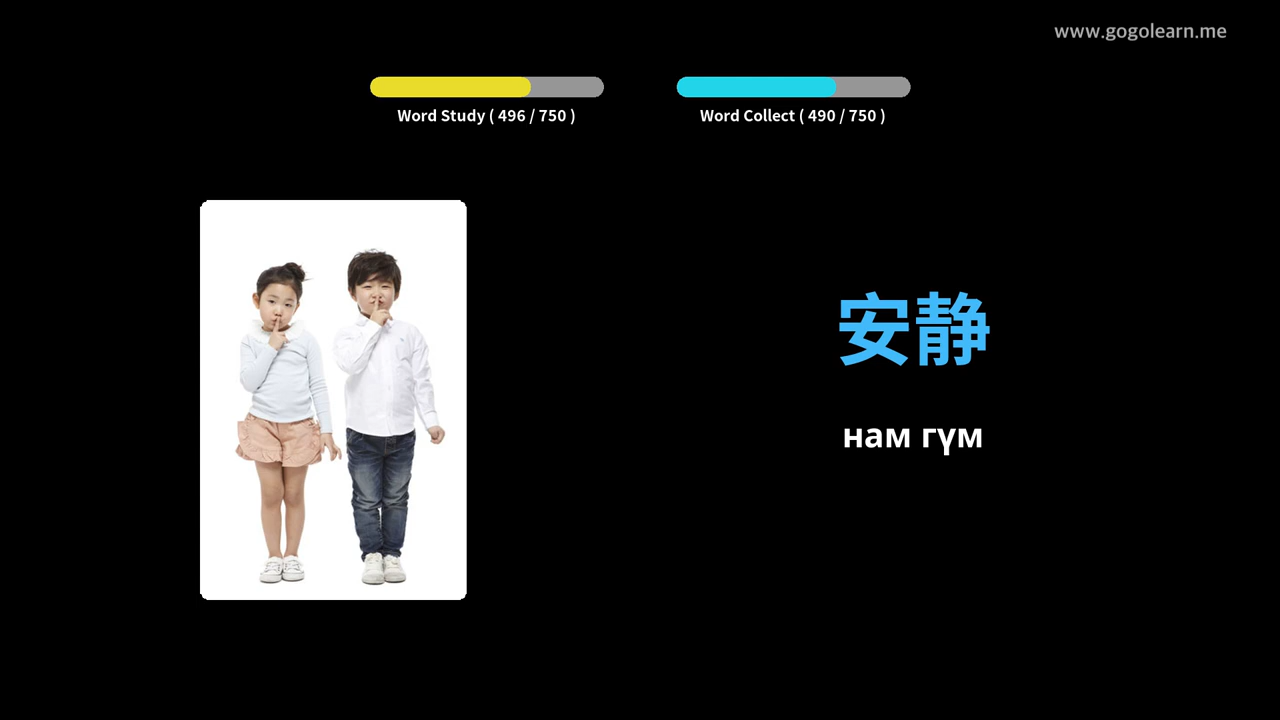 www.gogolearn.me
Word Study ( 496 / 750 )
Word Collect ( 490 / 750 )
安静
нам гүм